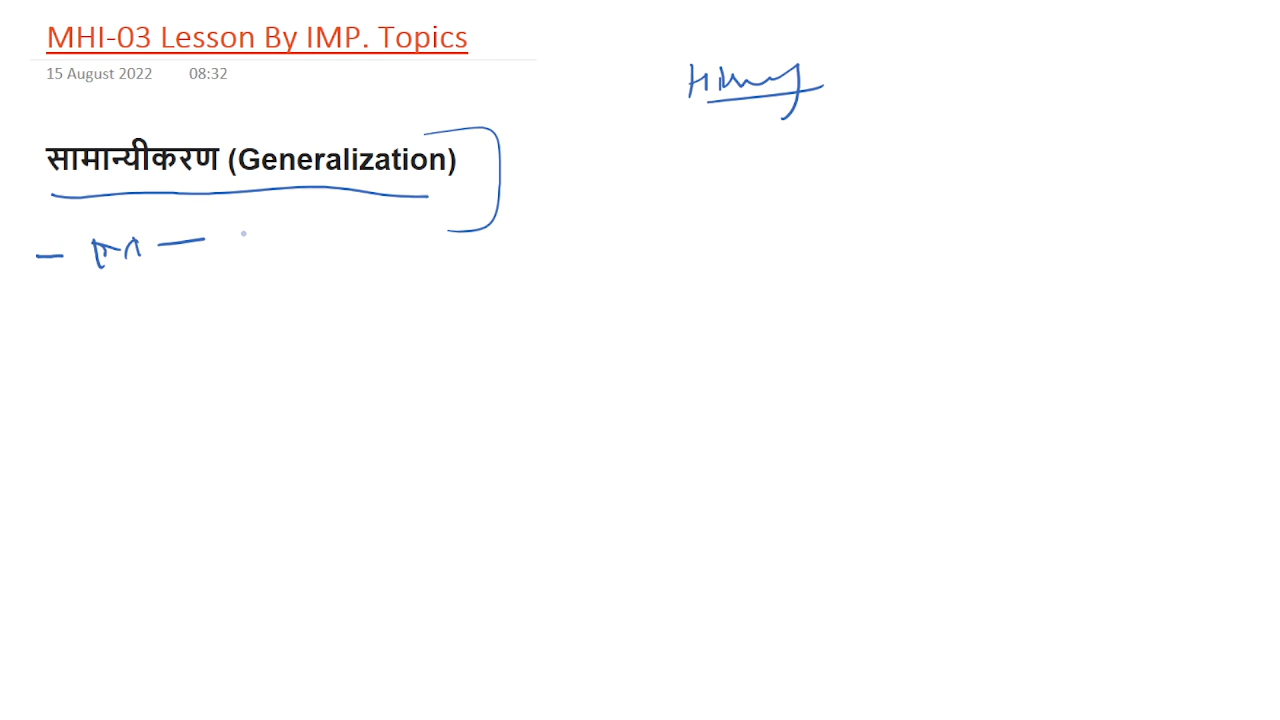 MHI-03 Lesson By IMP. Topics
15 August 2022 08:32
सामान्यीकरण (Generalization)